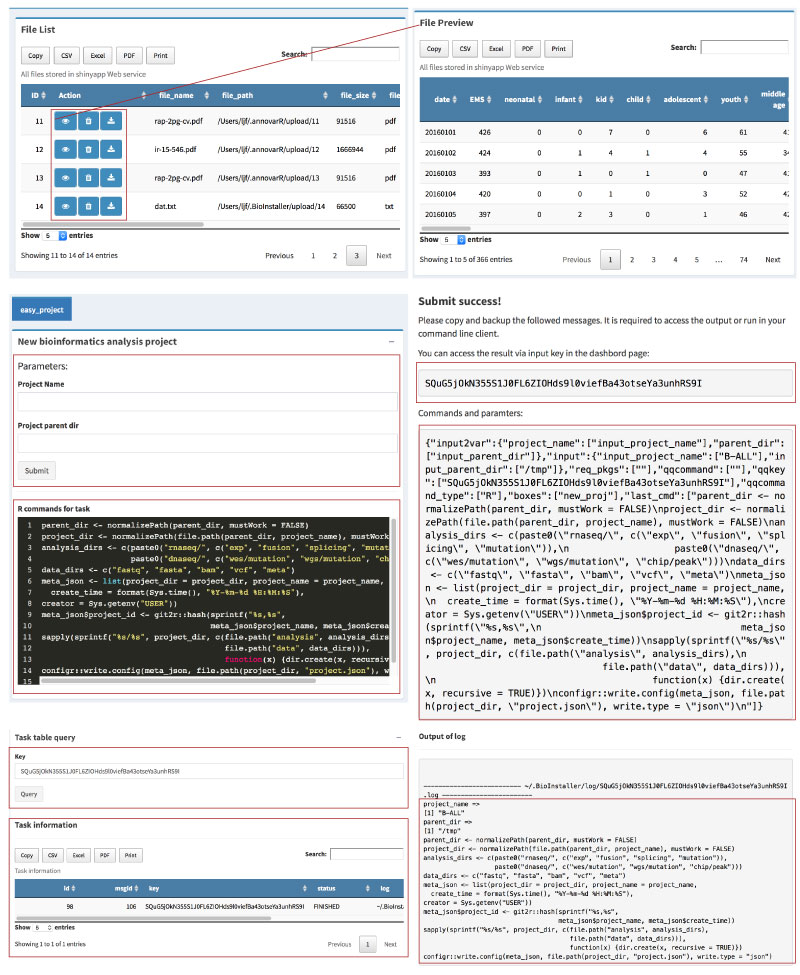 File List
Copy CSV Excel PDF Print Search:
All files stored in shinyapp Web service
ID Action file_name file_path file_size file
11 rap-2pg-cv.pdf /Users/ljf/.annovarR/upload/11 91516 pdf
12 ir-15-546.pdf /Users/ljf/.annovarR/upload/12 1666944 pdf
13 rap-2pg-cv.pdf /Users/ljf/.annovarR/upload/13 91516 pdf
14 dat.txt /Users/ljf/.BioInstaller/upload/14 66500 txt
Show 5 entries
Showing 11 to 14 of 14 entries Previous 1 2 3 Next
File Preview
Copy CSV Excel PDF Print Search:
All files stored in shinyapp Web service
date EMS neonatal infant kid child adolescent youth middle age
20160101 426 0 0 7 0 6 61
20160102 424 0 1 4 1 4 55
20160103 393 0 1 0 1 0 47
20160104 420 0 0 1 0 3 52
20160105 397 0 2 3 0 1 46
Show 5 entries
Showing 1 to 5 of 366 entries Previous 1 2 3 4 5 ... 74 Next
easy_project
New bioinformatics analysis project
Parameters:
Project Name
Project parent dir
Submit
R commands for task
1 parent_dir <- normalizePath(parent_dir, mustWork = FALSE)
2 project_dir <- normalizePath(file.path(parent_dir, project_name), mustWork
3 analysis_dirs <- c(paste0("rnaseq/", c("exp", "fusion", "splicing", "mutat
4 paste0("dnaseq/", c("wes/mutation", "wgs/mutation", "ch
5 data_dirs <- c("fastq", "fasta", "bam", "vcf", "meta")
6 meta_json <- list(project_dir = project_dir, project_name = project_name,
7 create_time = format(Sys.time(), "%Y-%m-%d %H:%M:%S"),
8 creator = Sys.getenv("USER"))
9 meta_json$project_id <- git2r::hash(sprintf("%s,%s",
10 meta_json$project_name, meta_json$crea
11 sapply(sprintf("%s/%s", project_dir, c(file.path("analysis", analysis_dirs
12 file.path("data", data_dirs))),
13 function(x) {dir.create(x, recursiv
14 configr::write.config(meta_json, file.path(project_dir, "project.json"), w
15
Submit success!
Please copy and backup the followed messages. It is required to access the output or run in your
command line client.
You can access the result via input key in the dashbord page:
SQuG5jOkN355S1J0FL6ZIOHds9l0viefBa43otseYa3unhRS9I
Commands and paramters:
{"input2var":{"project_name":["input_project_name"],"parent_dir":
["input_parent_dir"]},"input":{"input_project_name":["B-ALL"],"in
put_parent_dir":["/tmp"]},"req_pkgs":[""],"qqcommand":[""],"qqkey
":["SQuG5jOkN355S1J0FL6ZIOHds9l0viefBa43otseYa3unhRS9I"],"qqcomma
nd_type":["R"],"boxes":["new_proj"],"last_cmd":["parent_dir <- no
rmalizePath(parent_dir, mustWork = FALSE)\nproject_dir <- normali
zePath(file.path(parent_dir, project_name), mustWork = FALSE)\nan
alysis_dirs <- c(paste0(\"rnaseq/\", c(\"exp\", \"fusion\", \"spl
icing\", \"mutation\")),\n paste0(\"dnaseq/\",
c(\"wes/mutation\", \"wgs/mutation\", \"chip/peak\")))\ndata_dirs
<- c(\"fastq\", \"fasta\", \"bam\", \"vcf\", \"meta\")\nmeta_jso
n <- list(project_dir = project_dir, project_name = project_name,
\n create_time = format(Sys.time(), \"%Y-%m-%d %H:%M:%S\"),\ncre
ator = Sys.getenv(\"USER\"))\nmeta_json$project_id <- git2r::hash
(sprintf(\"%s,%s\",\n meta_jso
n$project_name, meta_json$create_time))\nsapply(sprintf(\"%s/%s\"
, project_dir, c(file.path(\"analysis\", analysis_dirs),\n
file.path(\"data\", data_dirs))),
\n function(x) {dir.create(
x, recursive = TRUE)})\nconfigr::write.config(meta_json, file.pat
h(project_dir, \"project.json\"), write.type = \"json\")\n"]}
Task table query
Key
SQuG5jOkN355S1J0FL6ZIOHds9l0viefBa43otseYa3unhRS9I
Query
Task information
Copy CSV Excel PDF Print Search:
Task information
id msgid key status log
98 106 SQuG5jOkN355S1J0FL6ZIOHds9l0viefBa43otseYa3unhRS9I FINISHED ~/.BioInst
Show 5 entries
Showing 1 to 1 of 1 entries Previous 1 Next
Output of log
------------------------- ~/.BioInstaller/log/SQuG5jOkN355S1J0FL6ZIOHds9l0viefBa43otseYa3unhRS9I
.log -----------------------
project_name =>
[1] "B-ALL"
parent_dir =>
[1] "/tmp"
parent_dir <- normalizePath(parent_dir, mustWork = FALSE)
project_dir <- normalizePath(file.path(parent_dir, project_name), mustWork = FALSE)
analysis_dirs <- c(paste0("rnaseq/", c("exp", "fusion", "splicing", "mutation")),
paste0("dnaseq/", c("wes/mutation", "wgs/mutation", "chip/peak")))
data_dirs <- c("fastq", "fasta", "bam", "vcf", "meta")
meta_json <- list(project_dir = project_dir, project_name = project_name,
create_time = format(Sys.time(), "%Y-%m-%d %H:%M:%S"),
creator = Sys.getenv("USER"))
meta_json$project_id <- git2r::hash(sprintf("%s,%s",
meta_json$project_name, meta_json$create_time))
sapply(sprintf("%s/%s", project_dir, c(file.path("analysis", analysis_dirs),
file.path("data", data_dirs))),
function(x) {dir.create(x, recursive = TRUE)})
configr::write.config(meta_json, file.path(project_dir, "project.json"), write.type = "json")